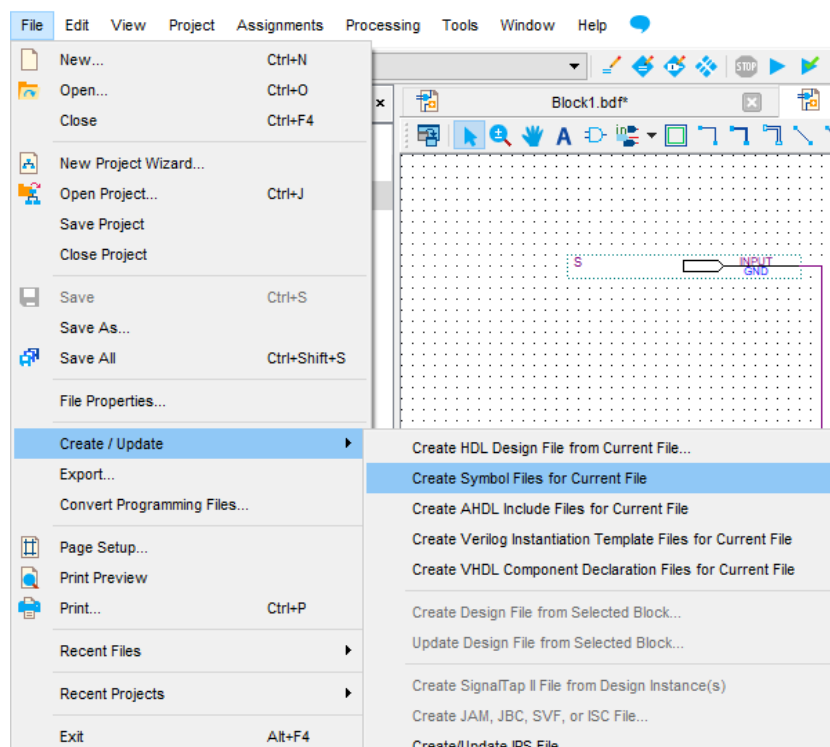 File Edit View Project Assignments Processing Tools Window Help
New... Ctrl+N
Open... Ctrl+O
Close Ctrl+F4
New Project Wizard...
Open Project... Ctrl+J
Save Project
Close Project
Save Ctrl+S
Save As...
Save All Ctrl+Shift+S
File Properties...
Create / Update
Export...
Convert Programming Files...
Page Setup...
Print Preview
Print... Ctrl+P
Recent Files
Recent Projects
Exit Alt+F4
STOP
Block1.bdf*
A
S INPUT
GND
Create HDL Design File from Current File...
Create Symbol Files for Current File
Create AHDL Include Files for Current File
Create Verilog Instantiation Template Files for Current File
Create VHDL Component Declaration Files for Current File
Create Design File from Selected Block...
Update Design File from Selected Block...
Create SignalTap II File from Design Instance(s)
Create JAM, JBC, SVF, or ISC File...
Create/Update IPS File